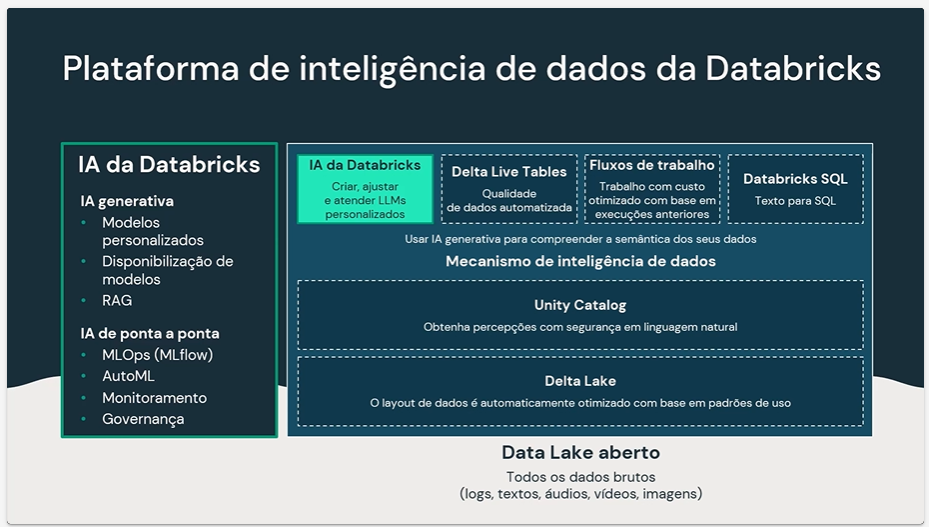 Plataforma de inteligência de dados da Databricks
IA da Databricks
IA generativa
• Modelos
personalizados
• Disponibilização de
modelos
• RAG
IA de ponta a ponta
• MLOps (MLflow)
• AutoML
• Monitoramento
• Governança
IA da Databricks
Criar, ajustar
e atender LLMs
personalizados
Delta Live Tables
Qualidade
de dados automatizada
Fluxos de trabalho
Trabalho com custo
otimizado com base em
execuções anteriores
Databricks SQL
Texto para SQL
Usar IA generativa para compreender a semântica dos seus dados
Mecanismo de inteligência de dados
Unity Catalog
Obtenha percepções com segurança em linguagem natural
Delta Lake
O layout de dados é automaticamente otimizado com base em padrões de uso
Data Lake aberto
Todos os dados brutos
(logs, textos, áudios, vídeos, imagens)